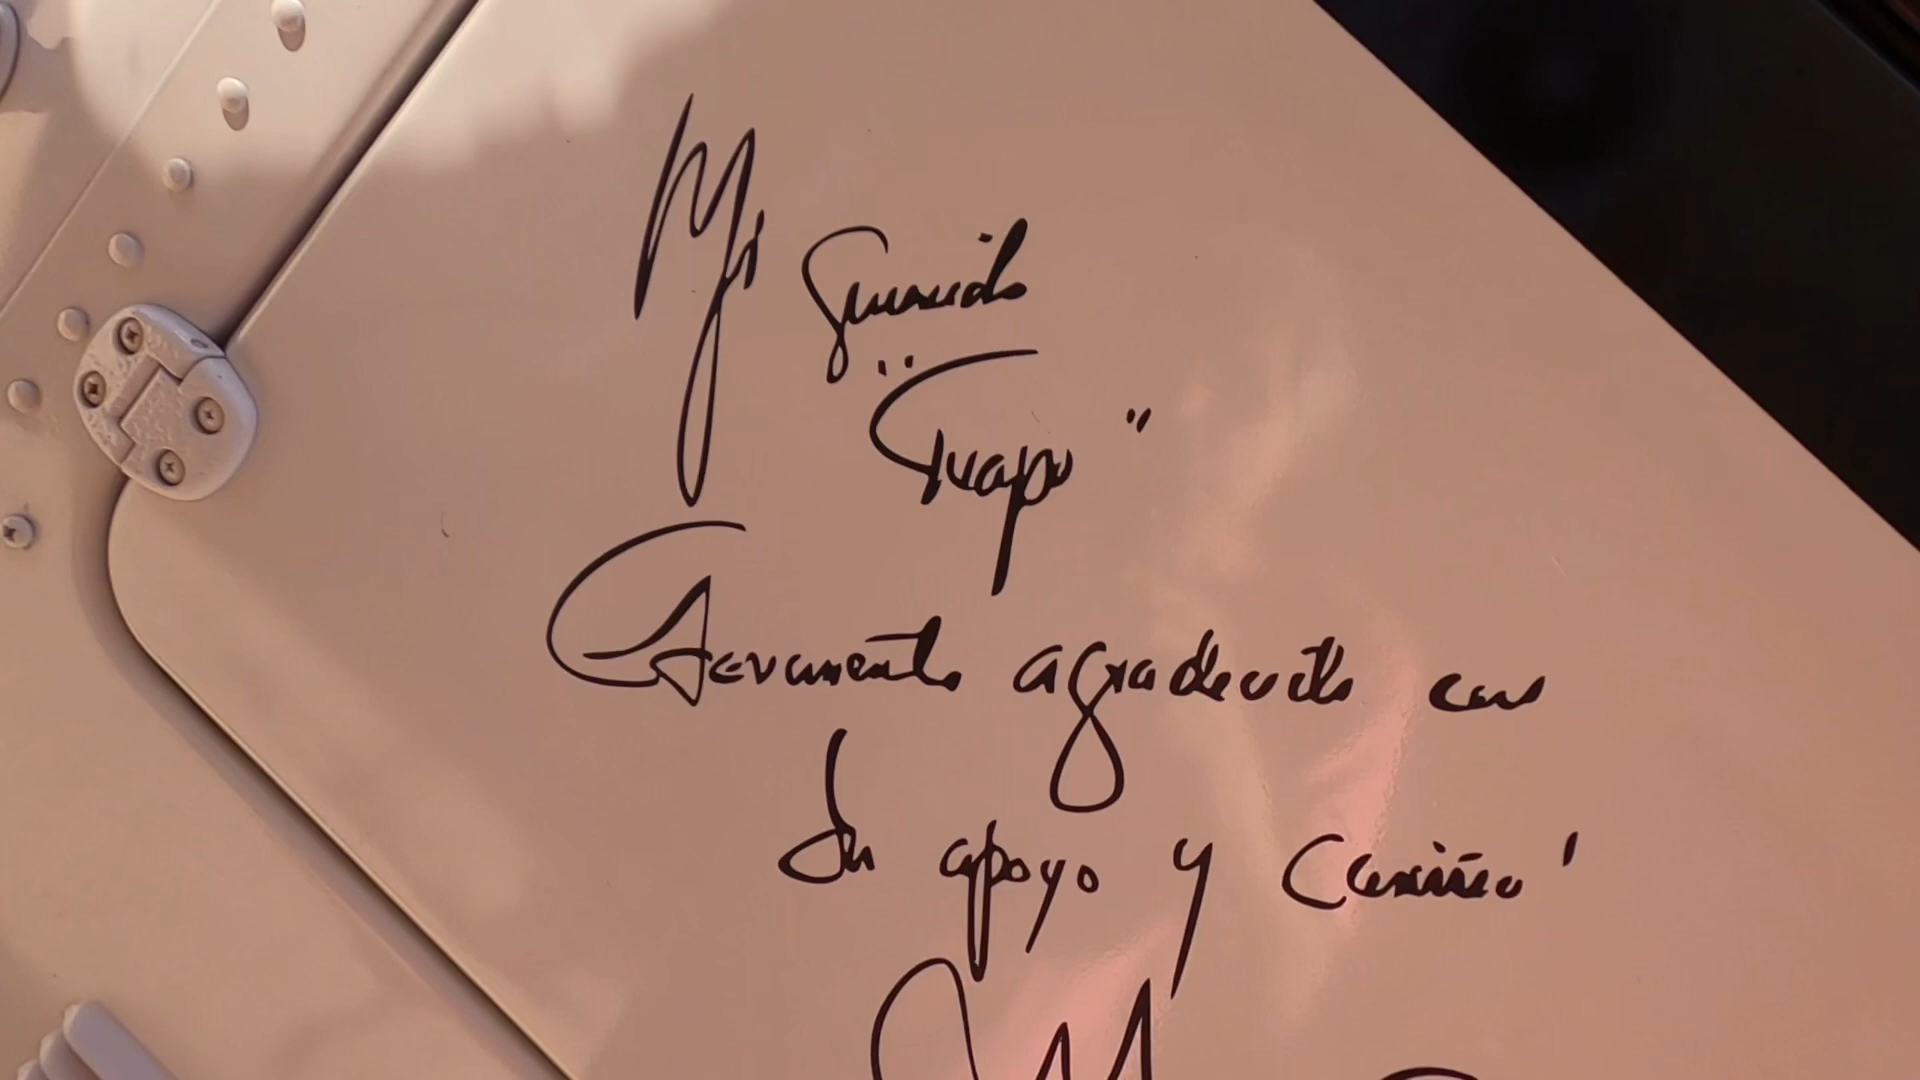 Mi querido
"Guapo"
Eternamente agradecido con
su apoyo y cariño